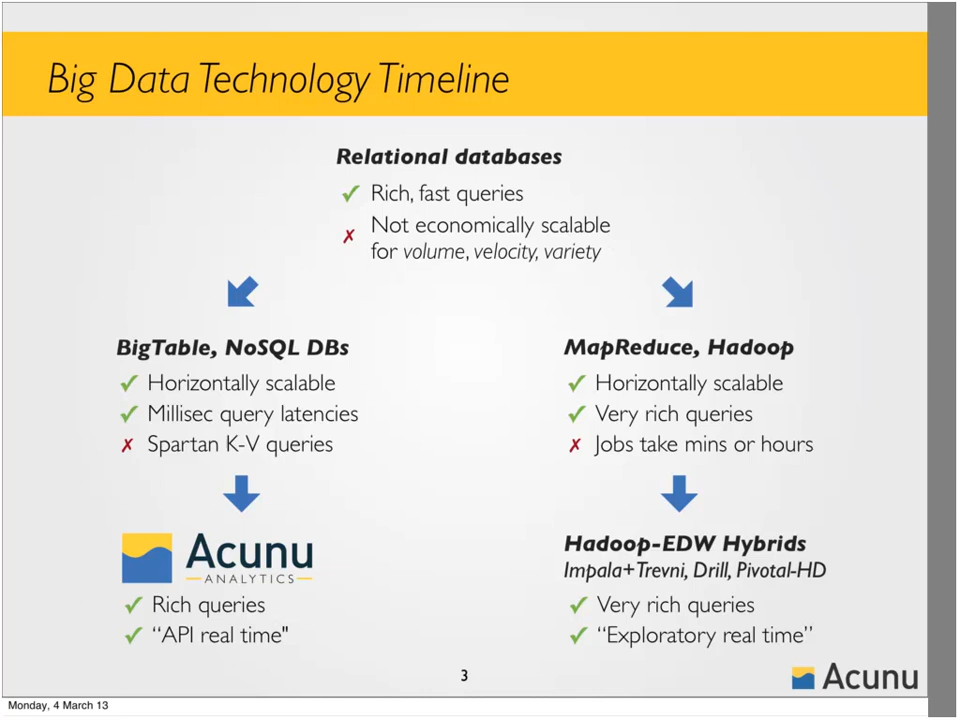 Big Data Technology Timeline
Relational databases
✓ Rich, fast queries
✗ Not economically scalable
for volume, velocity, variety
BigTable, NoSQL DBs
✓ Horizontally scalable
✓ Millisec query latencies
✗ Spartan K-V queries
MapReduce, Hadoop
✓ Horizontally scalable
✓ Very rich queries
✗ Jobs take mins or hours
Acunu
ANALYTICS
✓ Rich queries
✓ “API real time"
Hadoop-EDW Hybrids
Impala+Trevni, Drill, Pivotal-HD
✓ Very rich queries
✓ “Exploratory real time”
3
Acunu
Monday, 4 March 13